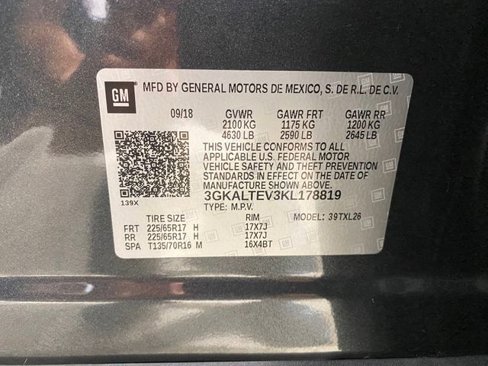 GM
MFD BY GENERAL MOTORS DE MEXICO, S. DE R.L. DE C.V.
09/18 GVWR GAWR FRT GAWR RR
2100 KG 1175 KG 1200 KG
4630 LB 2590 LB 2645 LB
THIS VEHICLE CONFORMS TO ALL
APPLICABLE U.S. FEDERAL MOTOR
VEHICLE SAFETY AND THEFT PREVENTION
STANDARDS IN EFFECT ON THE DATE OF
MANUFACTURE SHOWN ABOVE.
139X
3GKALTEV3KL178819
TYPE: M.P.V. MODEL: 39TXL26
TIRE SIZE RIM
FRT 225/65R17 H 17X7J
RR 225/65R17 H 17X7J
SPA T135/70R16 M 16X4BT